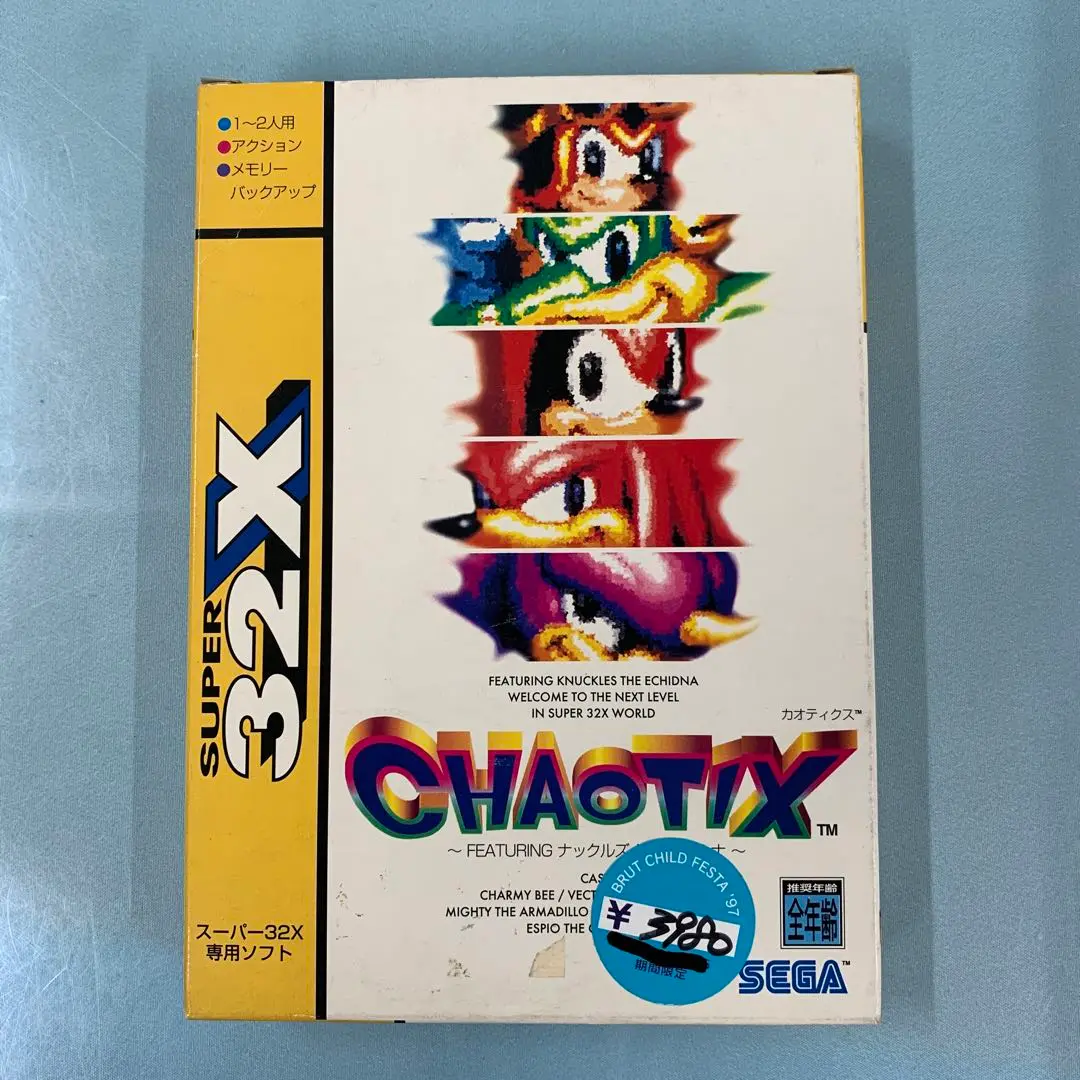 ●1~2人用
●アクション
●メモリー
バックアップ
SUPER
32X
スーパー32X
専用ソフト
FEATURING KNUCKLES THE ECHIDNA
WELCOME TO THE NEXT LEVEL
IN SUPER 32X WORLD
カオティクス™
CHAOTIX™
~ FEATURING ナックルズ ~
CHARMY BEE /
MIGHTY THE ARMADILLO
ESPIO THE
BRUT CHILD FESTA '97
¥ 3980
期間限定
推奨年齢
全年齢
SEGA™